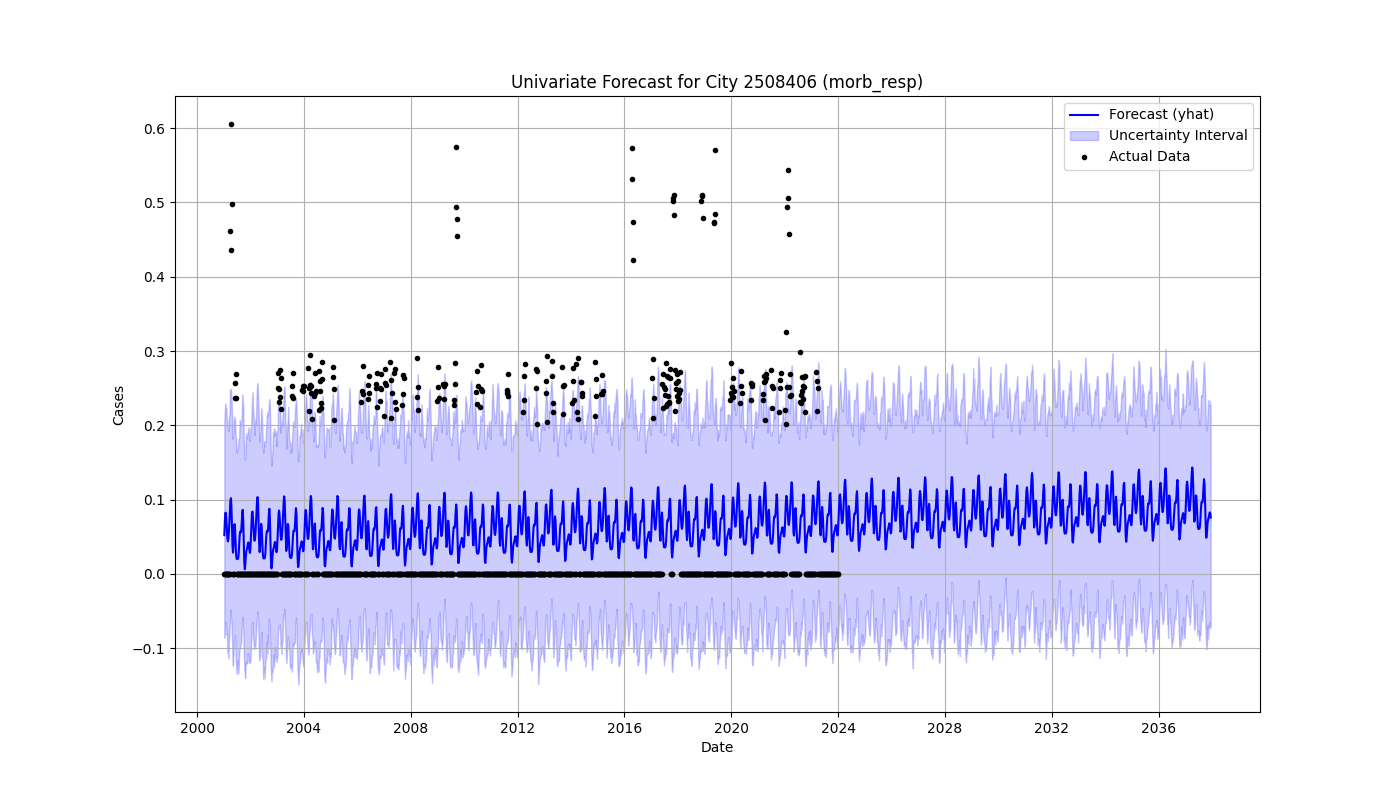 Univariate Forecast for City 2508406 (morb_resp)
Forecast (yhat)
Uncertainty Interval
Actual Data
Cases
0.6
0.5
0.4
0.3
0.2
0.1
0.0
−0.1
2000 2004 2008 2012 2016 2020 2024 2028 2032 2036
Date